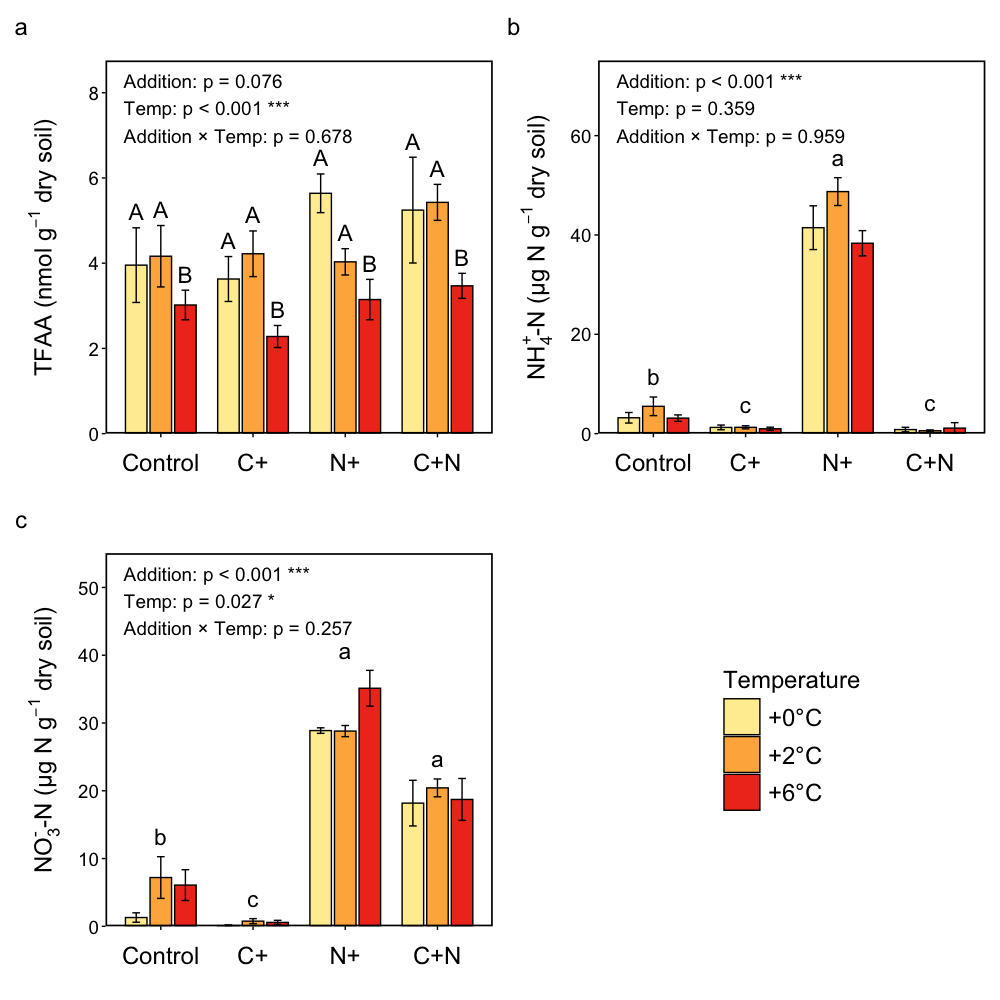 a
Addition: p = 0.076
Temp: p < 0.001 ***
Addition × Temp: p = 0.678
TFAA (nmol g⁻¹ dry soil)
8
6
4
2
0
A A B
A A B
A A B
A A B
Control C+ N+ C+N
b
Addition: p < 0.001 ***
Temp: p = 0.359
Addition × Temp: p = 0.959
NH₄⁺-N (µg N g⁻¹ dry soil)
60
40
20
0
b c a c
Control C+ N+ C+N
c
Addition: p < 0.001 ***
Temp: p = 0.027 *
Addition × Temp: p = 0.257
NO₃⁻-N (µg N g⁻¹ dry soil)
50
40
30
20
10
0
b c a a
Control C+ N+ C+N
Temperature
+0°C
+2°C
+6°C